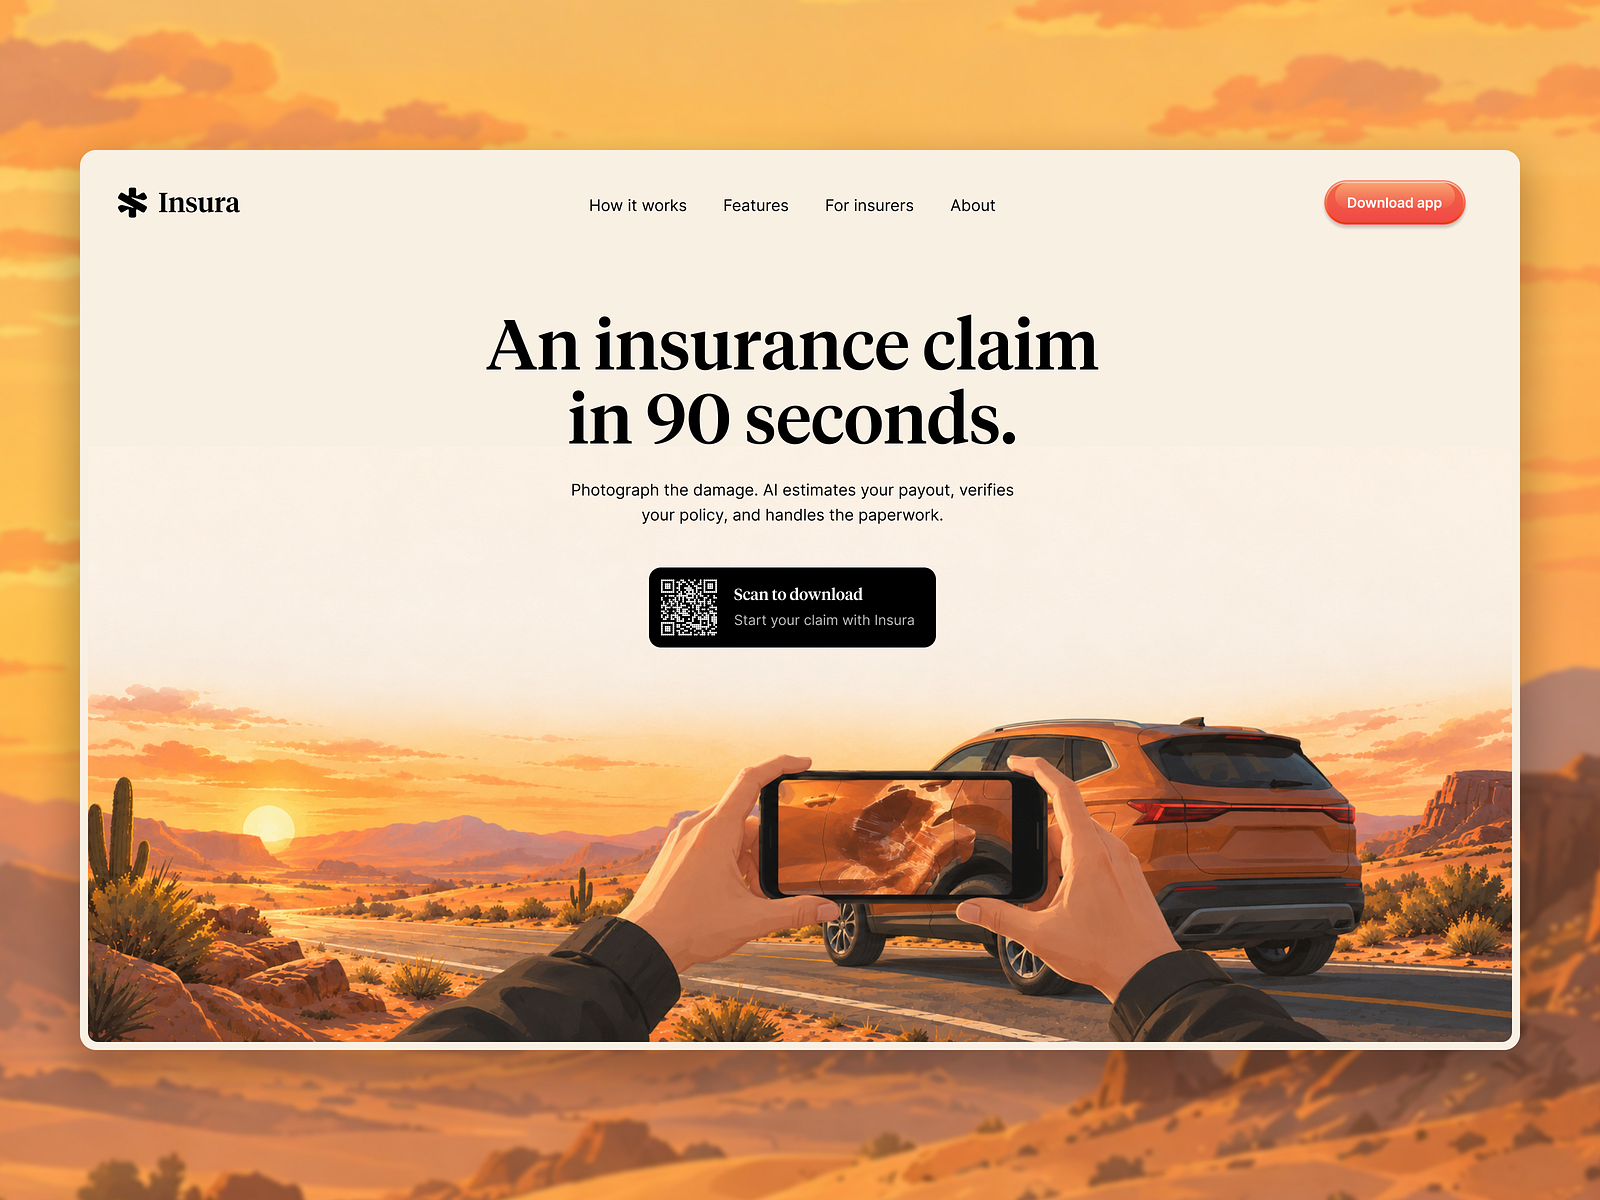 Insura
How it works
Features
For insurers
About
Download app
An insurance claim
in 90 seconds.
Photograph the damage. AI estimates your payout, verifies
your policy, and handles the paperwork.
Scan to download
Start your claim with Insura